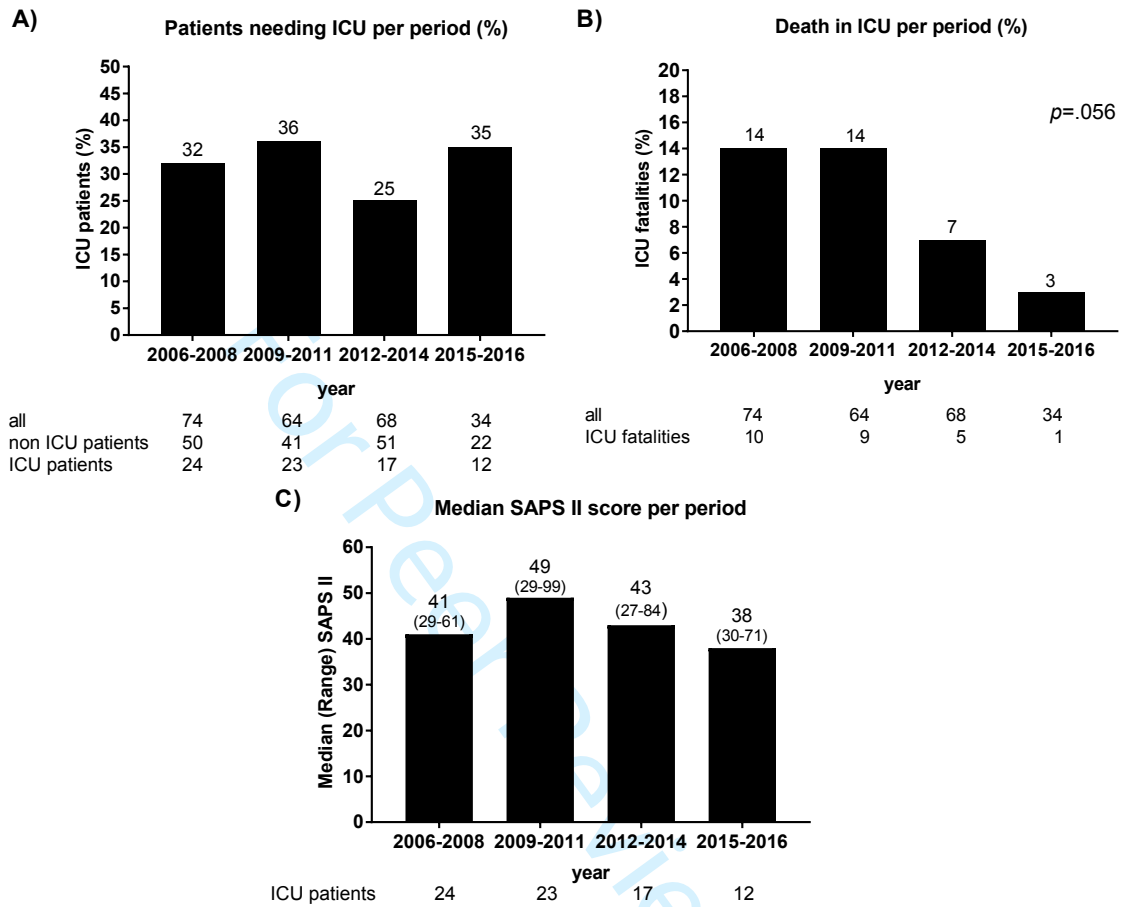 A)
Patients needing ICU per period (%)
ICU patients (%)
50
45
40
35
30
25
20
15
10
5
0
32
36
25
35
2006-2008 2009-2011 2012-2014 2015-2016
year
all 74 64 68 34
non ICU patients 50 41 51 22
ICU patients 24 23 17 12
B)
Death in ICU per period (%)
p=.056
ICU fatalities (%)
20
18
16
14
12
10
8
6
4
2
0
14
14
7
3
2006-2008 2009-2011 2012-2014 2015-2016
year
all 74 64 68 34
ICU fatalities 10 9 5 1
C)
Median SAPS II score per period
Median (Range) SAPS II
60
50
40
30
20
10
0
41
(29-61)
49
(29-99)
43
(27-84)
38
(30-71)
2006-2008 2009-2011 2012-2014 2015-2016
year
ICU patients 24 23 17 12
For Peer Review